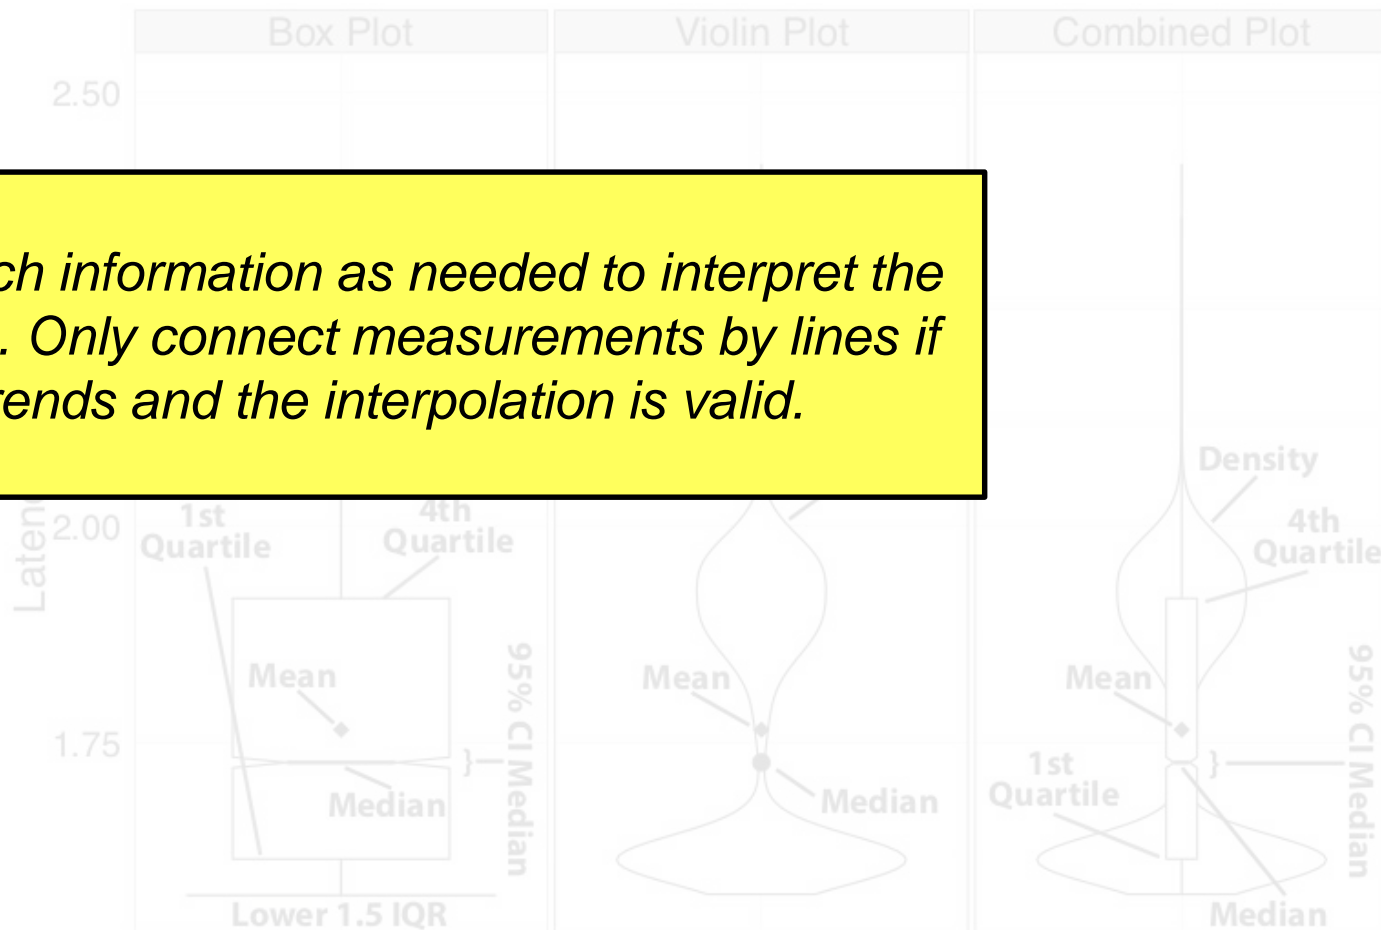 Box Plot
Violin Plot
Combined Plot
2.50
ch information as needed to interpret the
. Only connect measurements by lines if
rends and the interpolation is valid.
Density
Laten
2.00
1st
Quartile
4th
Quartile
4th
Quartile
Mean
95% CI Median
Mean
Mean
95% CI Median
1.75
}
}
1st
Quartile
Median
Median
Lower 1.5 IQR
Median